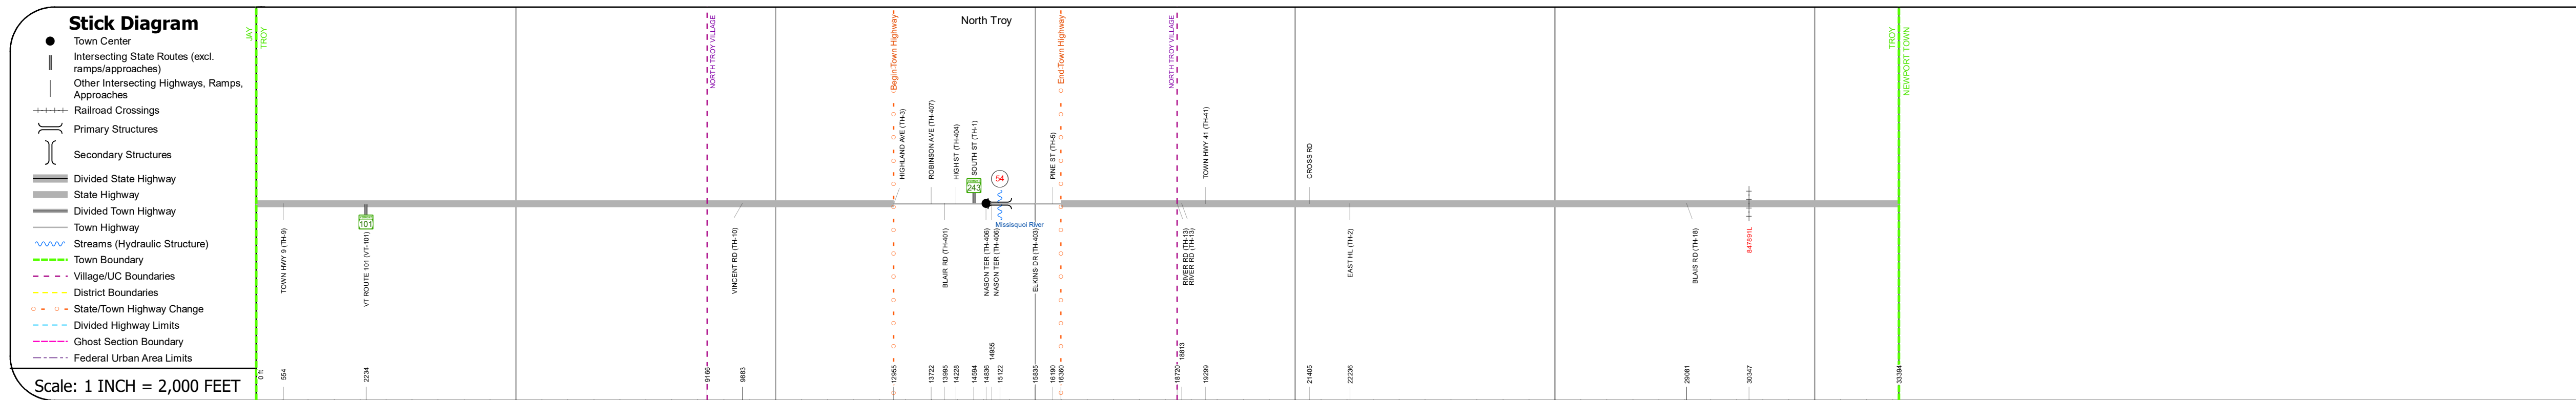 Stick Diagram
Town Center
Intersecting State Routes (excl.
ramps/approaches)
Other Intersecting Highways, Ramps,
Approaches
Railroad Crossings
Primary Structures
Secondary Structures
Divided State Highway
State Highway
Divided Town Highway
Town Highway
Streams (Hydraulic Structure)
Town Boundary
Village/UC Boundaries
District Boundaries
State/Town Highway Change
Divided Highway Limits
Ghost Section Boundary
Federal Urban Area Limits
Scale: 1 INCH = 2,000 FEET
JAY
TROY
NORTH TROY VILLAGE
Begin Town Highway
North Troy
End Town Highway
NORTH TROY VILLAGE
TROY
NEWPORT TOWN
HIGHLAND AVE (TH-3)
ROBINSON AVE (TH-407)
HIGH ST (TH-404)
SOUTH ST (TH-1)
243
54
PINE ST (TH-5)
TOWN HWY 41 (TH-41)
CROSS RD
101
Missisquoi River
TOWN HWY 9 (TH-9)
VT ROUTE 101 (VT-101)
VINCENT RD (TH-10)
BLAIR RD (TH-401)
NASON TER (TH-406)
NASON TER (TH-406)
ELKINS DR (TH-403)
RIVER RD (TH-13)
RIVER RD (TH-13)
EAST HL (TH-2)
BLAIS RD (TH-18)
847891L
0 ft
554
2234
9166
9883
12955
13722
13995
14228
14594
14836
14955
15122
15835
16190
16360
18720
18813
19299
21405
22236
29081
30347
33394